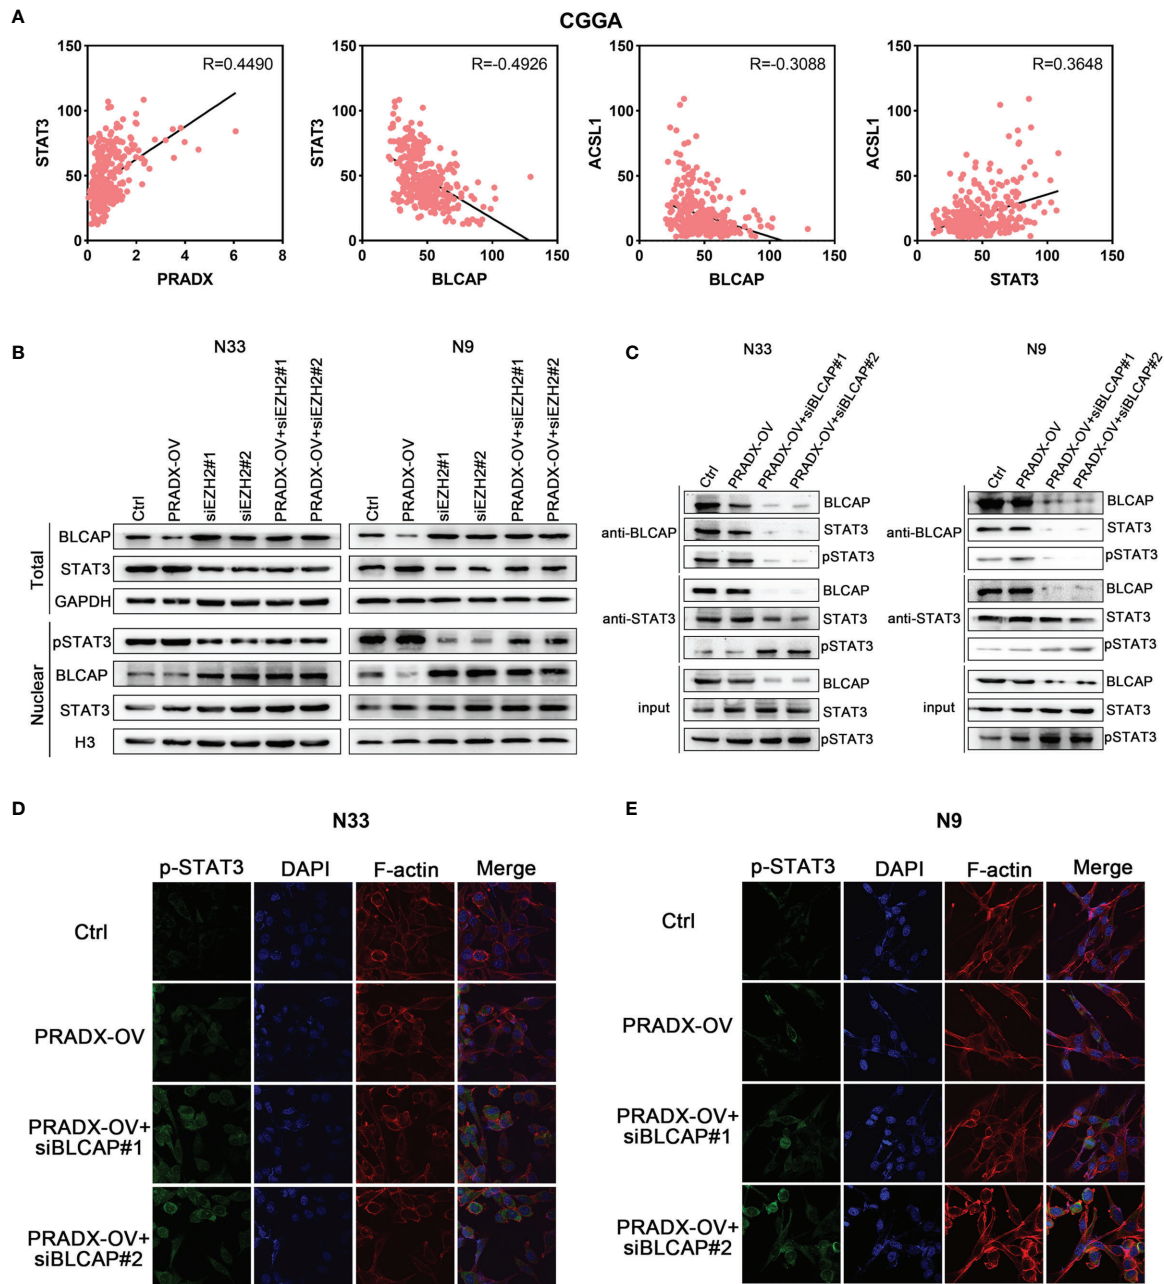 A
CGGA
R=0.4490
STAT3
150
100
50
0
0 2 4 6 8
PRADX
R=-0.4926
STAT3
150
100
50
0
0 50 100 150
BLCAP
R=-0.3088
ACSL1
150
100
50
0
0 50 100 150
BLCAP
R=0.3648
ACSL1
150
100
50
0
0 50 100 150
STAT3
B
N33
N9
Ctrl
PRADX-OV
siEZH2#1
siEZH2#2
PRADX-OV+siEZH2#1
PRADX-OV+siEZH2#2
Ctrl
PRADX-OV
siEZH2#1
siEZH2#2
PRADX-OV+siEZH2#1
PRADX-OV+siEZH2#2
Total
BLCAP
STAT3
GAPDH
Nuclear
pSTAT3
BLCAP
STAT3
H3
C
N33
Ctrl
PRADX-OV
PRADX-OV+siBLCAP#1
PRADX-OV+siBLCAP#2
anti-BLCAP
BLCAP
STAT3
pSTAT3
anti-STAT3
BLCAP
STAT3
pSTAT3
input
BLCAP
STAT3
pSTAT3
N9
Ctrl
PRADX-OV
PRADX-OV+siBLCAP#1
PRADX-OV+siBLCAP#2
anti-BLCAP
BLCAP
STAT3
pSTAT3
anti-STAT3
BLCAP
STAT3
pSTAT3
input
BLCAP
STAT3
pSTAT3
D
N33
p-STAT3 DAPI F-actin Merge
Ctrl
PRADX-OV
PRADX-OV+
siBLCAP#1
PRADX-OV+
siBLCAP#2
E
N9
p-STAT3 DAPI F-actin Merge
Ctrl
PRADX-OV
PRADX-OV+
siBLCAP#1
PRADX-OV+
siBLCAP#2